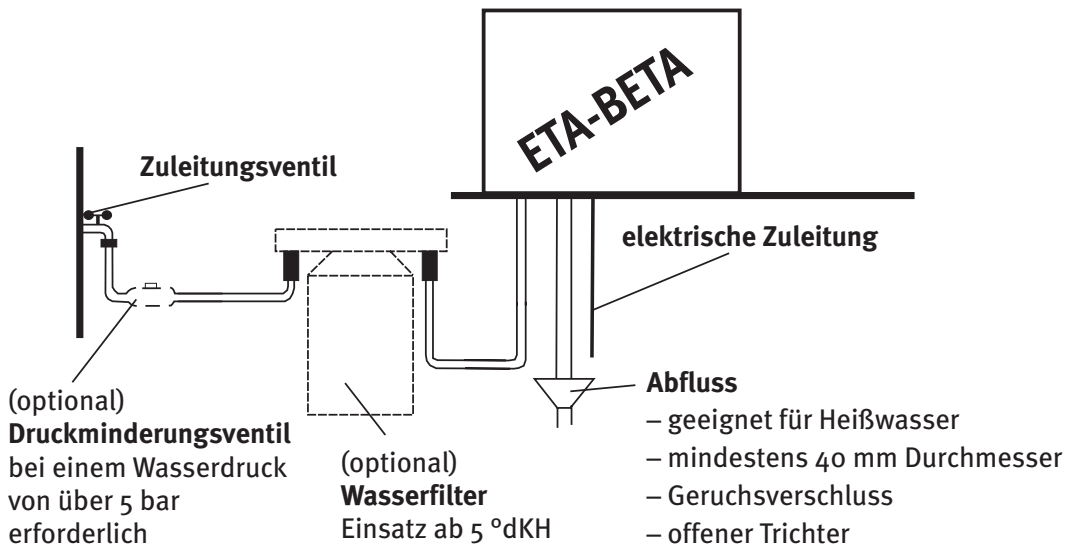 ETA-BETA
Zuleitungsventil
elektrische Zuleitung
(optional)
Druckminderungsventil
bei einem Wasserdruck
von über 5 bar
erforderlich
(optional)
Wasserfilter
Einsatz ab 5 °dKH
Abfluss
– geeignet für Heißwasser
– mindestens 40 mm Durchmesser
– Geruchsverschluss
– offener Trichter